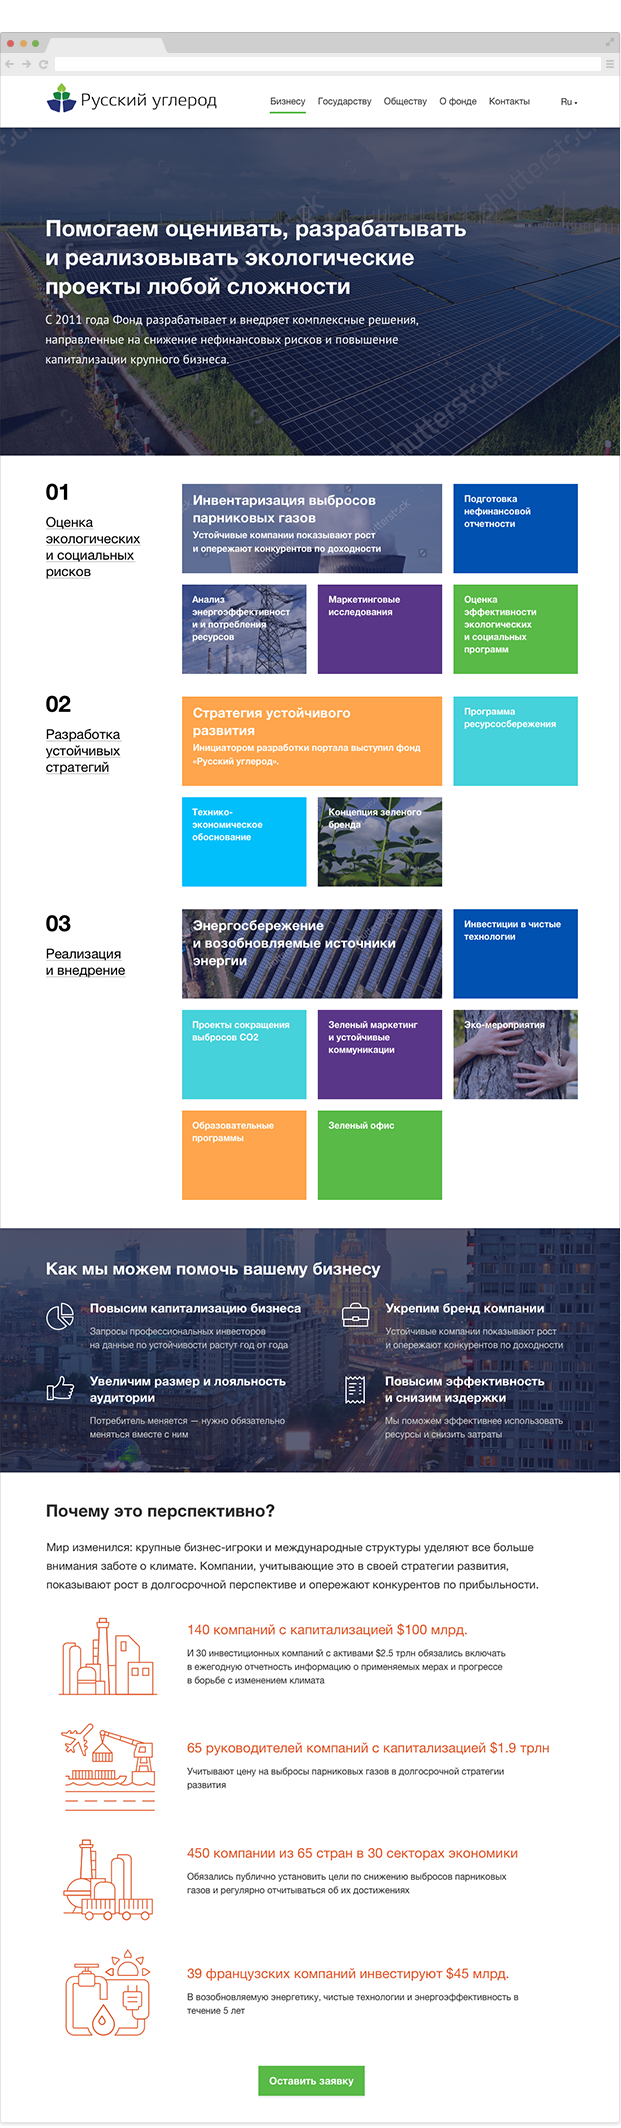 Русский углерод
Бизнесу Государству Обществу О фонде Контакты Ru
shutterstock
Помогаем оценивать, разрабатывать
и реализовывать экологические
проекты любой сложности
С 2011 года Фонд разрабатывает и внедряет комплексные решения,
направленные на снижение нефинансовых рисков и повышение
капитализации крупного бизнеса.
shutterstock
01
Оценка
экологических
и социальных
рисков
Инвентаризация выбросов
парниковых газов
Устойчивые компании показывают рост
и опережают конкурентов по доходности
Подготовка
нефинансовой
отчетности
Анализ
энергоэффективност
и и потребления
ресурсов
Маркетинговые
исследования
Оценка
эффективности
экологических
и социальных
программ
02
Разработка
устойчивых
стратегий
Стратегия устойчивого
развития
Инициатором разработки портала выступил фонд
«Русский углерод».
Программа
ресурсосбережения
Технико-
экономическое
обоснование
Концепция зеленого
бренда
03
Реализация
и внедрение
Энергосбережение
и возобновляемые источники
энергии
Инвестиции в чистые
технологии
Проекты сокращения
выбросов СО2
Зеленый маркетинг
и устойчивые
коммуникации
Эко-мероприятия
Образовательные
программы
Зеленый офис
Как мы можем помочь вашему бизнесу
Повысим капитализацию бизнеса
Запросы профессиональных инвесторов
на данные по устойчивости растут год от года
Укрепим бренд компании
Устойчивые компании показывают рост
и опережают конкурентов по доходности
Увеличим размер и лояльность
аудитории
Потребитель меняется — нужно обязательно
меняться вместе с ним
Повысим эффективность
и снизим издержки
Мы поможем эффективнее использовать
ресурсы и снизить затраты
Почему это перспективно?
Мир изменился: крупные бизнес-игроки и международные структуры уделяют все больше
внимания заботе о климате. Компании, учитывающие это в своей стратегии развития,
показывают рост в долгосрочной перспективе и опережают конкурентов по прибыльности.
140 компаний с капитализацией $100 млрд.
И 30 инвестиционных компаний с активами $2.5 трлн обязались включать
в ежегодную отчетность информацию о применяемых мерах и прогрессе
в борьбе с изменением климата
65 руководителей компаний с капитализацией $1.9 трлн
Учитывают цену на выбросы парниковых газов в долгосрочной стратегии
развития
450 компании из 65 стран в 30 секторах экономики
Обязались публично установить цели по снижению выбросов парниковых
газов и регулярно отчитываться об их достижениях
39 французских компаний инвестируют $45 млрд.
В возобновляемую энергетику, чистые технологии и энергоэффективность в
течение 5 лет
Оставить заявку